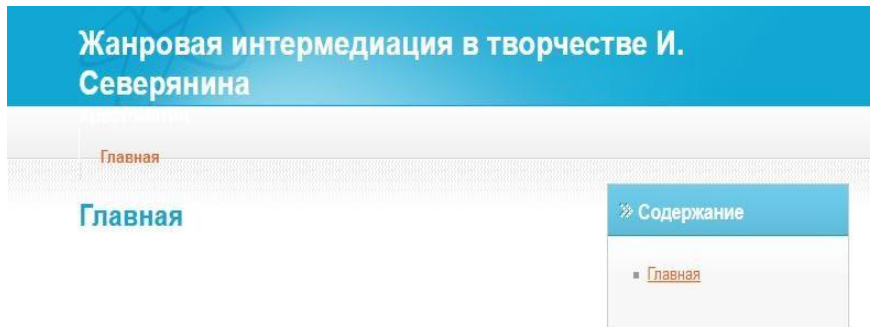 Жанровая интермедиация в творчестве И.
Северянина
Главная
Главная
Содержание
Главная